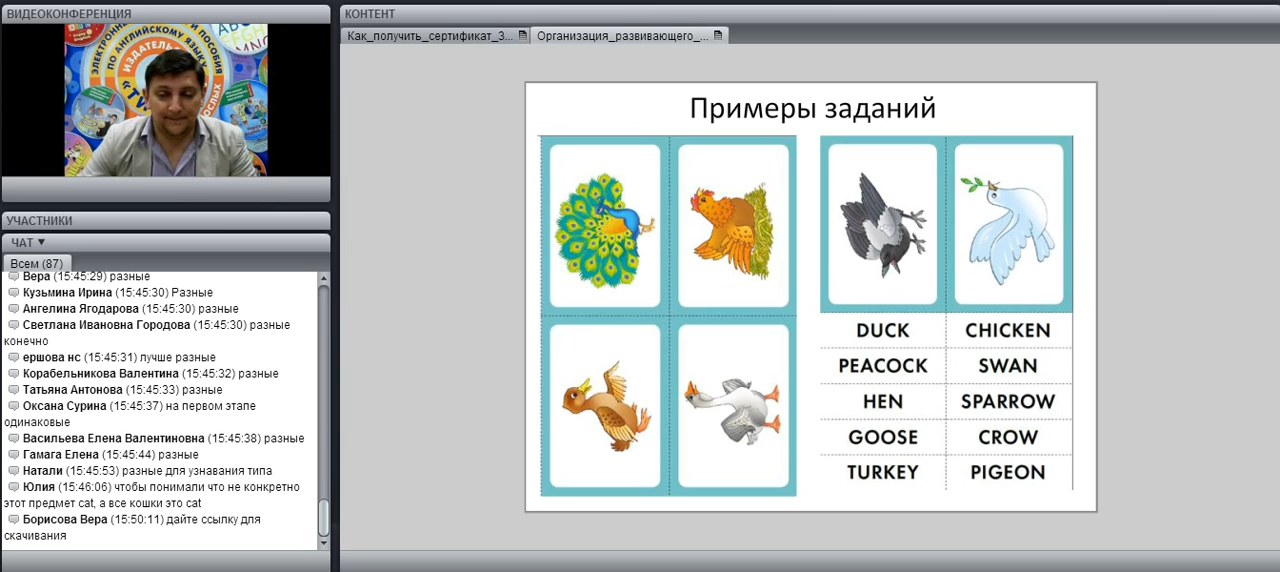 ВИДЕОКОНФЕРЕНЦИЯ
ЭЛЕКТРОННЫЕ
ПОСОБИЯ
ПО АНГЛИЙСКОМУ ЯЗЫКУ
УЧАСТНИКИ
ЧАТ
Всем (87)
Вера (15:45:29) разные
Кузьмина Ирина (15:45:30) Разные
Ангелина Ягодарова (15:45:30) разные
Светлана Ивановна Городова (15:45:30) разные
конечно
ершова нс (15:45:31) лучше разные
Корабельникова Валентина (15:45:32) разные
Татьяна Антонова (15:45:33) разные
Оксана Сурина (15:45:37) на первом этапе
одинаковые
Васильева Елена Валентиновна (15:45:38) разные
Гамага Елена (15:45:44) разные
Натали (15:45:53) разные для узнавания типа
Юлия (15:46:06) чтобы понимали что не конкретно
этот предмет cat, а все кошки это cat
Борисова Вера (15:50:11) дайте ссылку для
скачивания
КОНТЕНТ
Как_получить_сертификат_3...
Организация_развивающего_...
Примеры заданий
DUCK CHICKEN
PEACOCK SWAN
HEN SPARROW
GOOSE CROW
TURKEY PIGEON